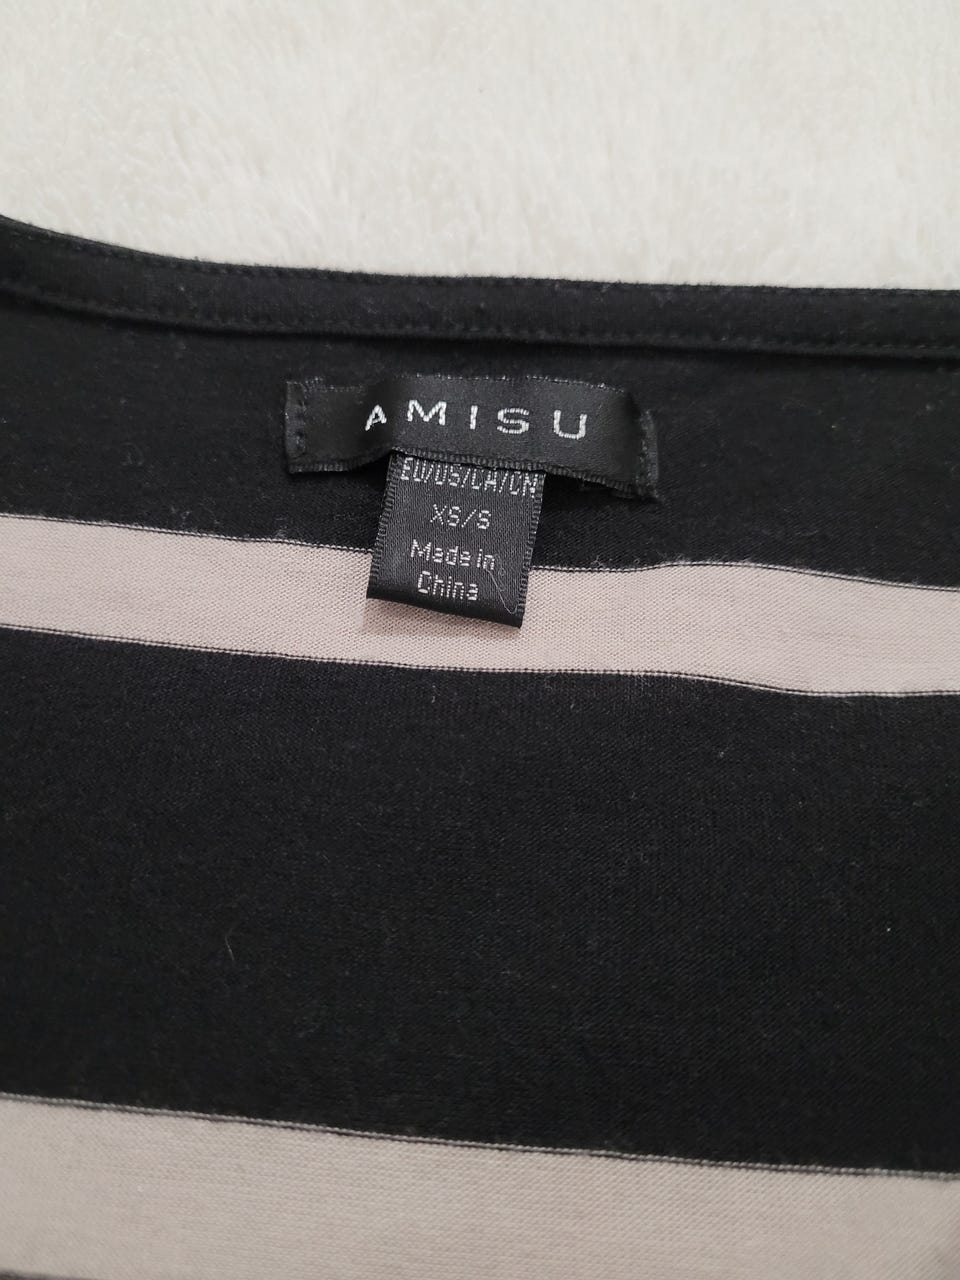 AMISU
EU/US/CA/CN
XS/S
Made in
China